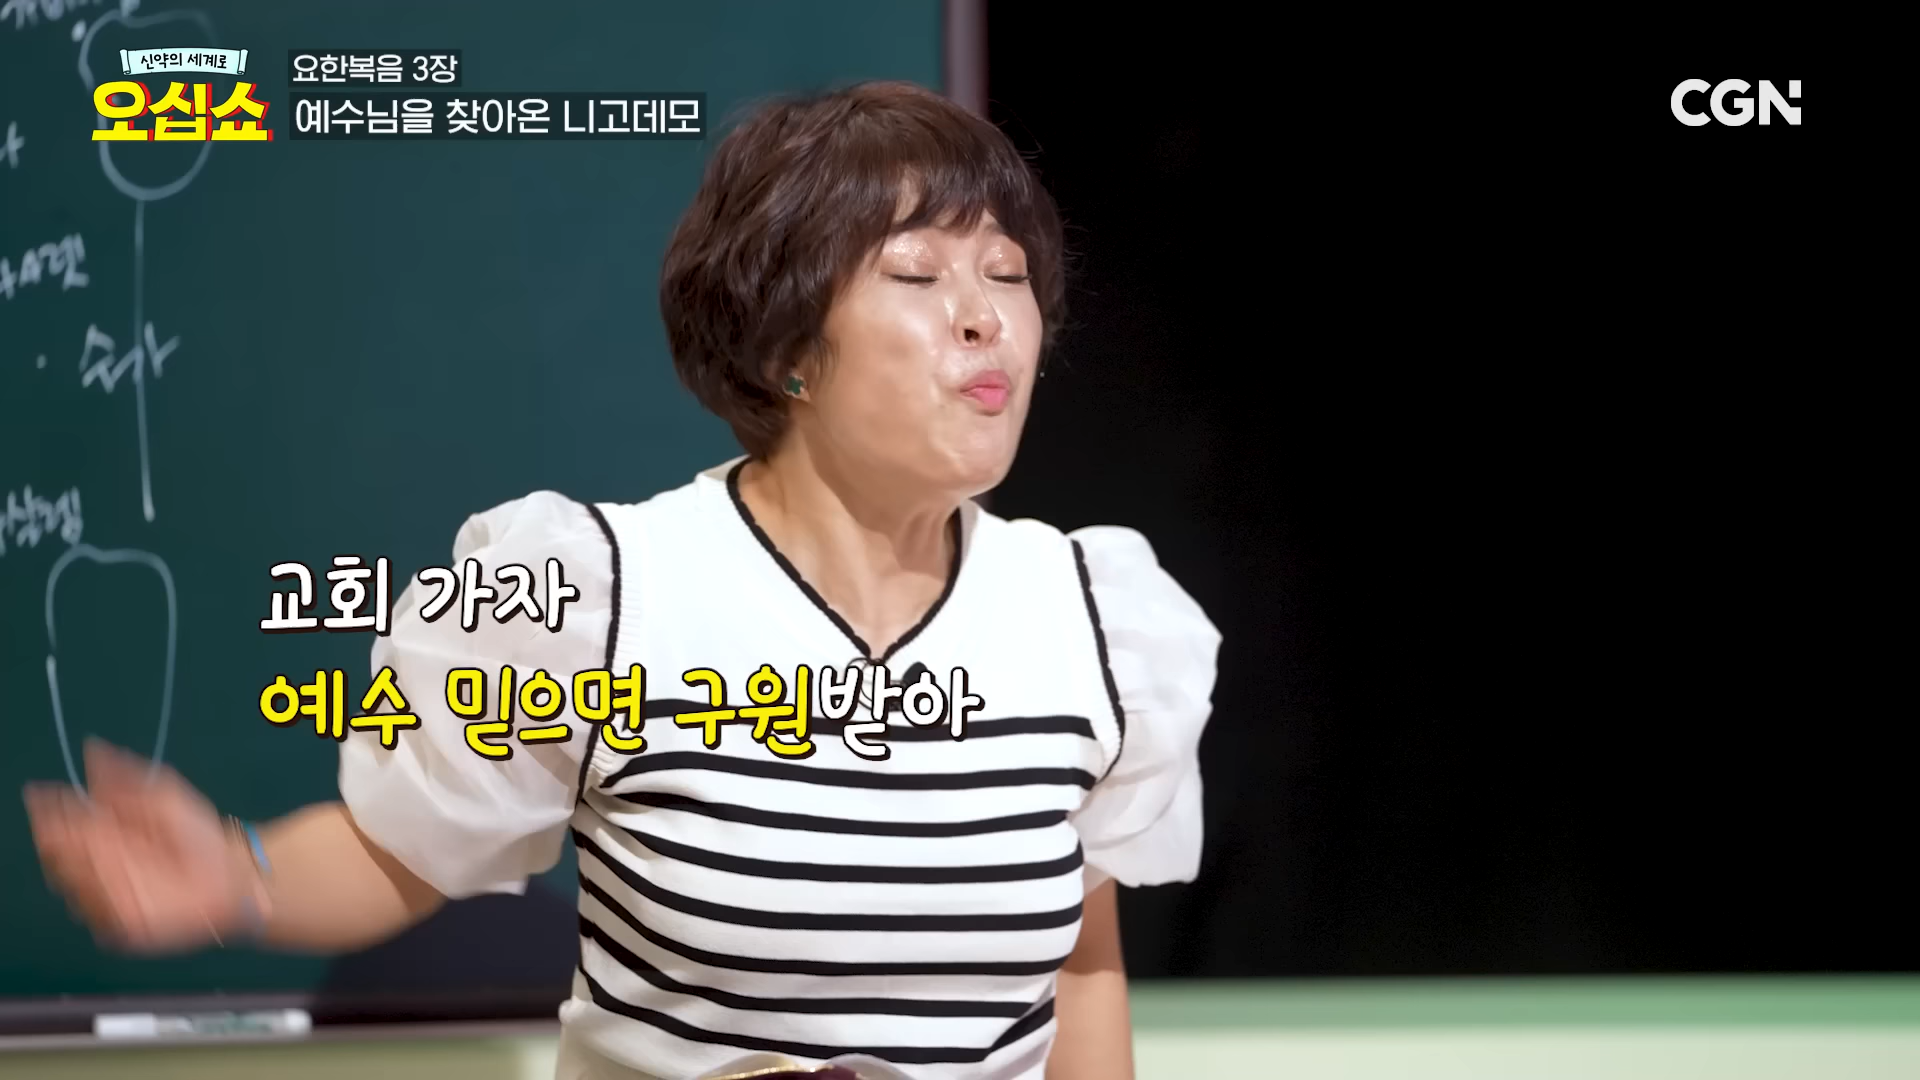 신약의 세계로
오십쇼
요한복음 3장
예수님을 찾아온 니고데모
CGN
숙가
교회 가자
예수 믿으면 구원받아